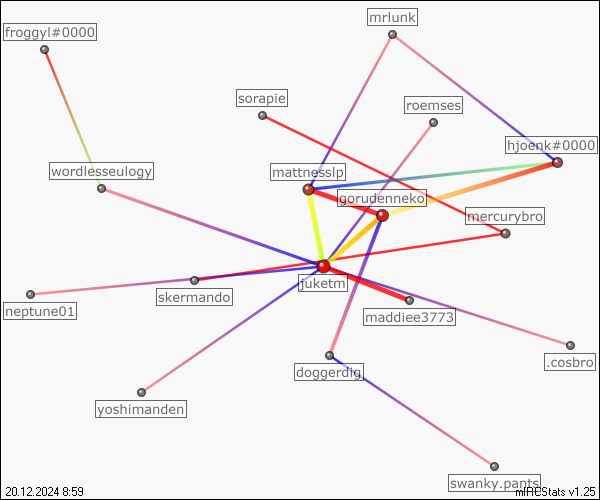 mrlunk
froggyl#0000
sorapie
roemses
hjoenk#0000
wordlesseulogy
mattnesslp
gorudenneko
mercurybro
juketm
skermando
neptune01
maddiee3773
.cosbro
doggerdig
yoshimanden
swanky.pants
20.12.2024 8:59
mIRCStats v1.25